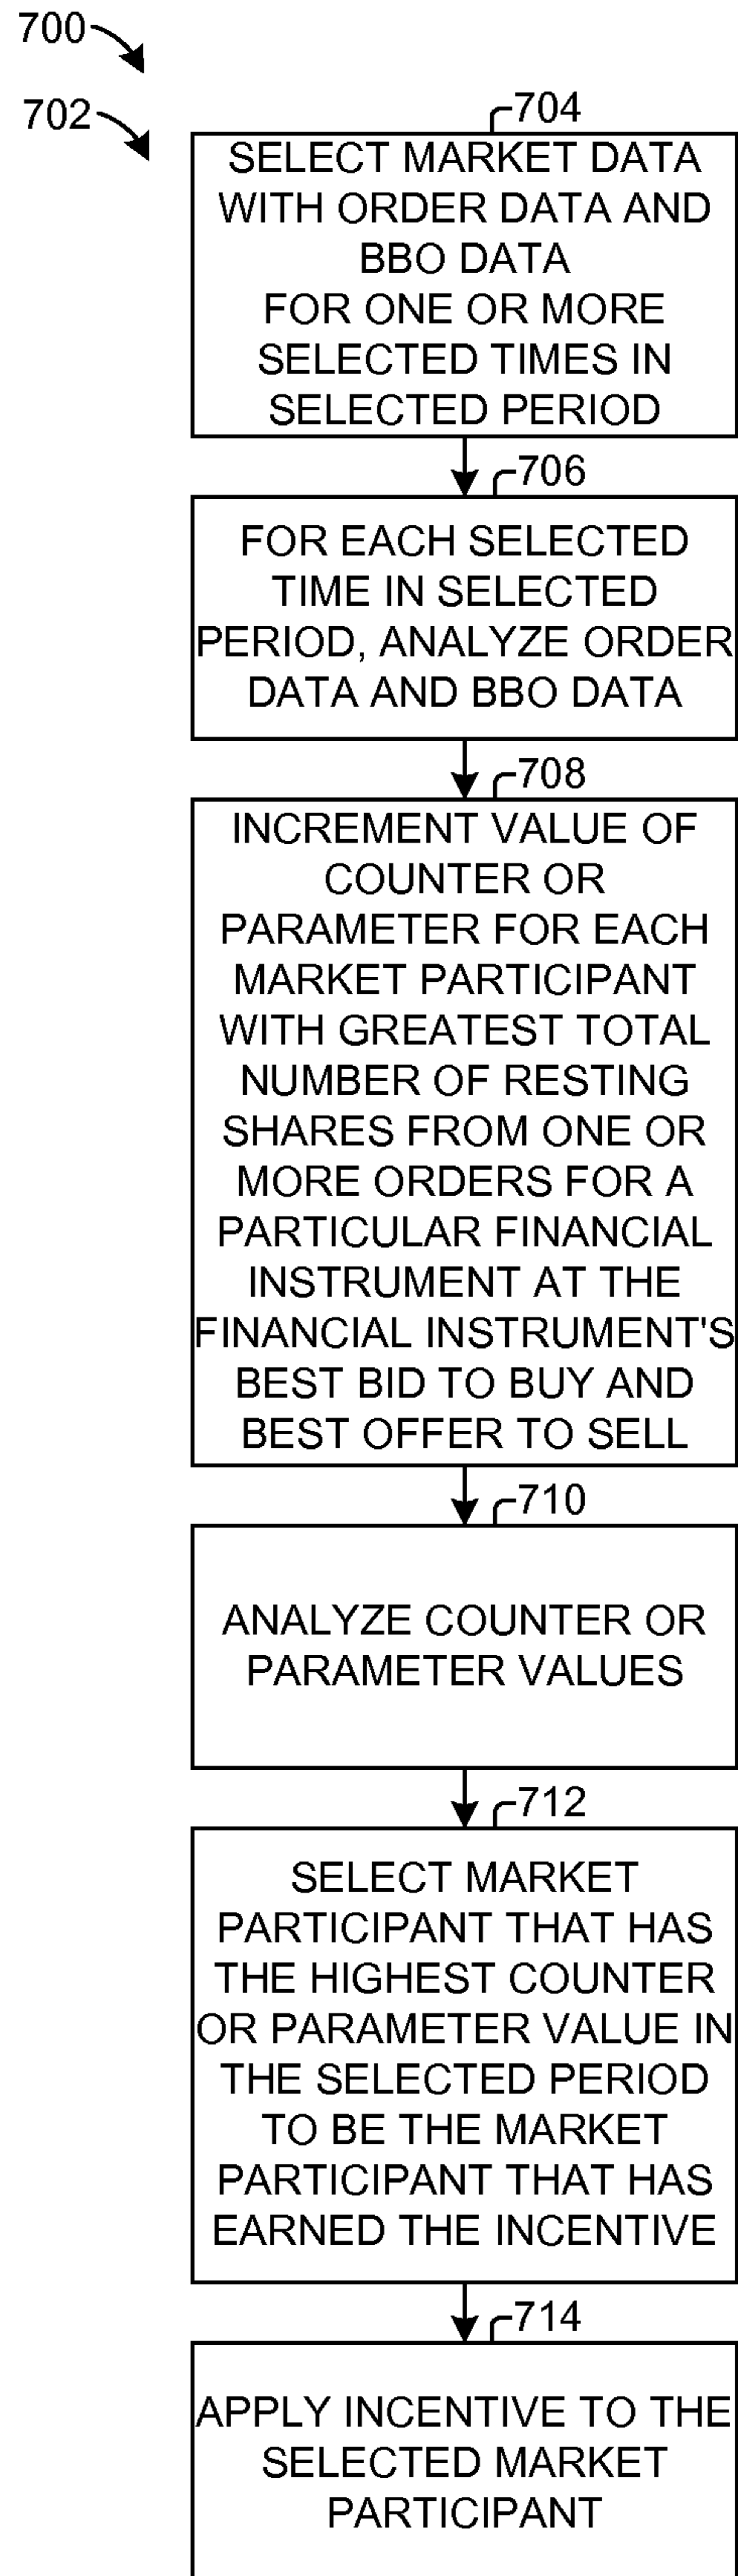 700
702
704
SELECT MARKET DATA
WITH ORDER DATA AND
BBO DATA
FOR ONE OR MORE
SELECTED TIMES IN
SELECTED PERIOD
706
FOR EACH SELECTED
TIME IN SELECTED
PERIOD, ANALYZE ORDER
DATA AND BBO DATA
708
INCREMENT VALUE OF
COUNTER OR
PARAMETER FOR EACH
MARKET PARTICIPANT
WITH GREATEST TOTAL
NUMBER OF RESTING
SHARES FROM ONE OR
MORE ORDERS FOR A
PARTICULAR FINANCIAL
INSTRUMENT AT THE
FINANCIAL INSTRUMENT'S
BEST BID TO BUY AND
BEST OFFER TO SELL
710
ANALYZE COUNTER OR
PARAMETER VALUES
712
SELECT MARKET
PARTICIPANT THAT HAS
THE HIGHEST COUNTER
OR PARAMETER VALUE IN
THE SELECTED PERIOD
TO BE THE MARKET
PARTICIPANT THAT HAS
EARNED THE INCENTIVE
714
APPLY INCENTIVE TO THE
SELECTED MARKET
PARTICIPANT